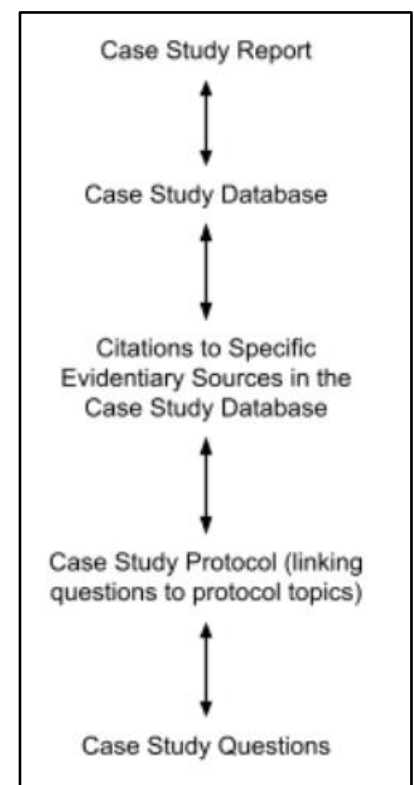 Case Study Report
Case Study Database
Citations to Specific
Evidentiary Sources in the
Case Study Database
Case Study Protocol (linking
questions to protocol topics)
Case Study Questions